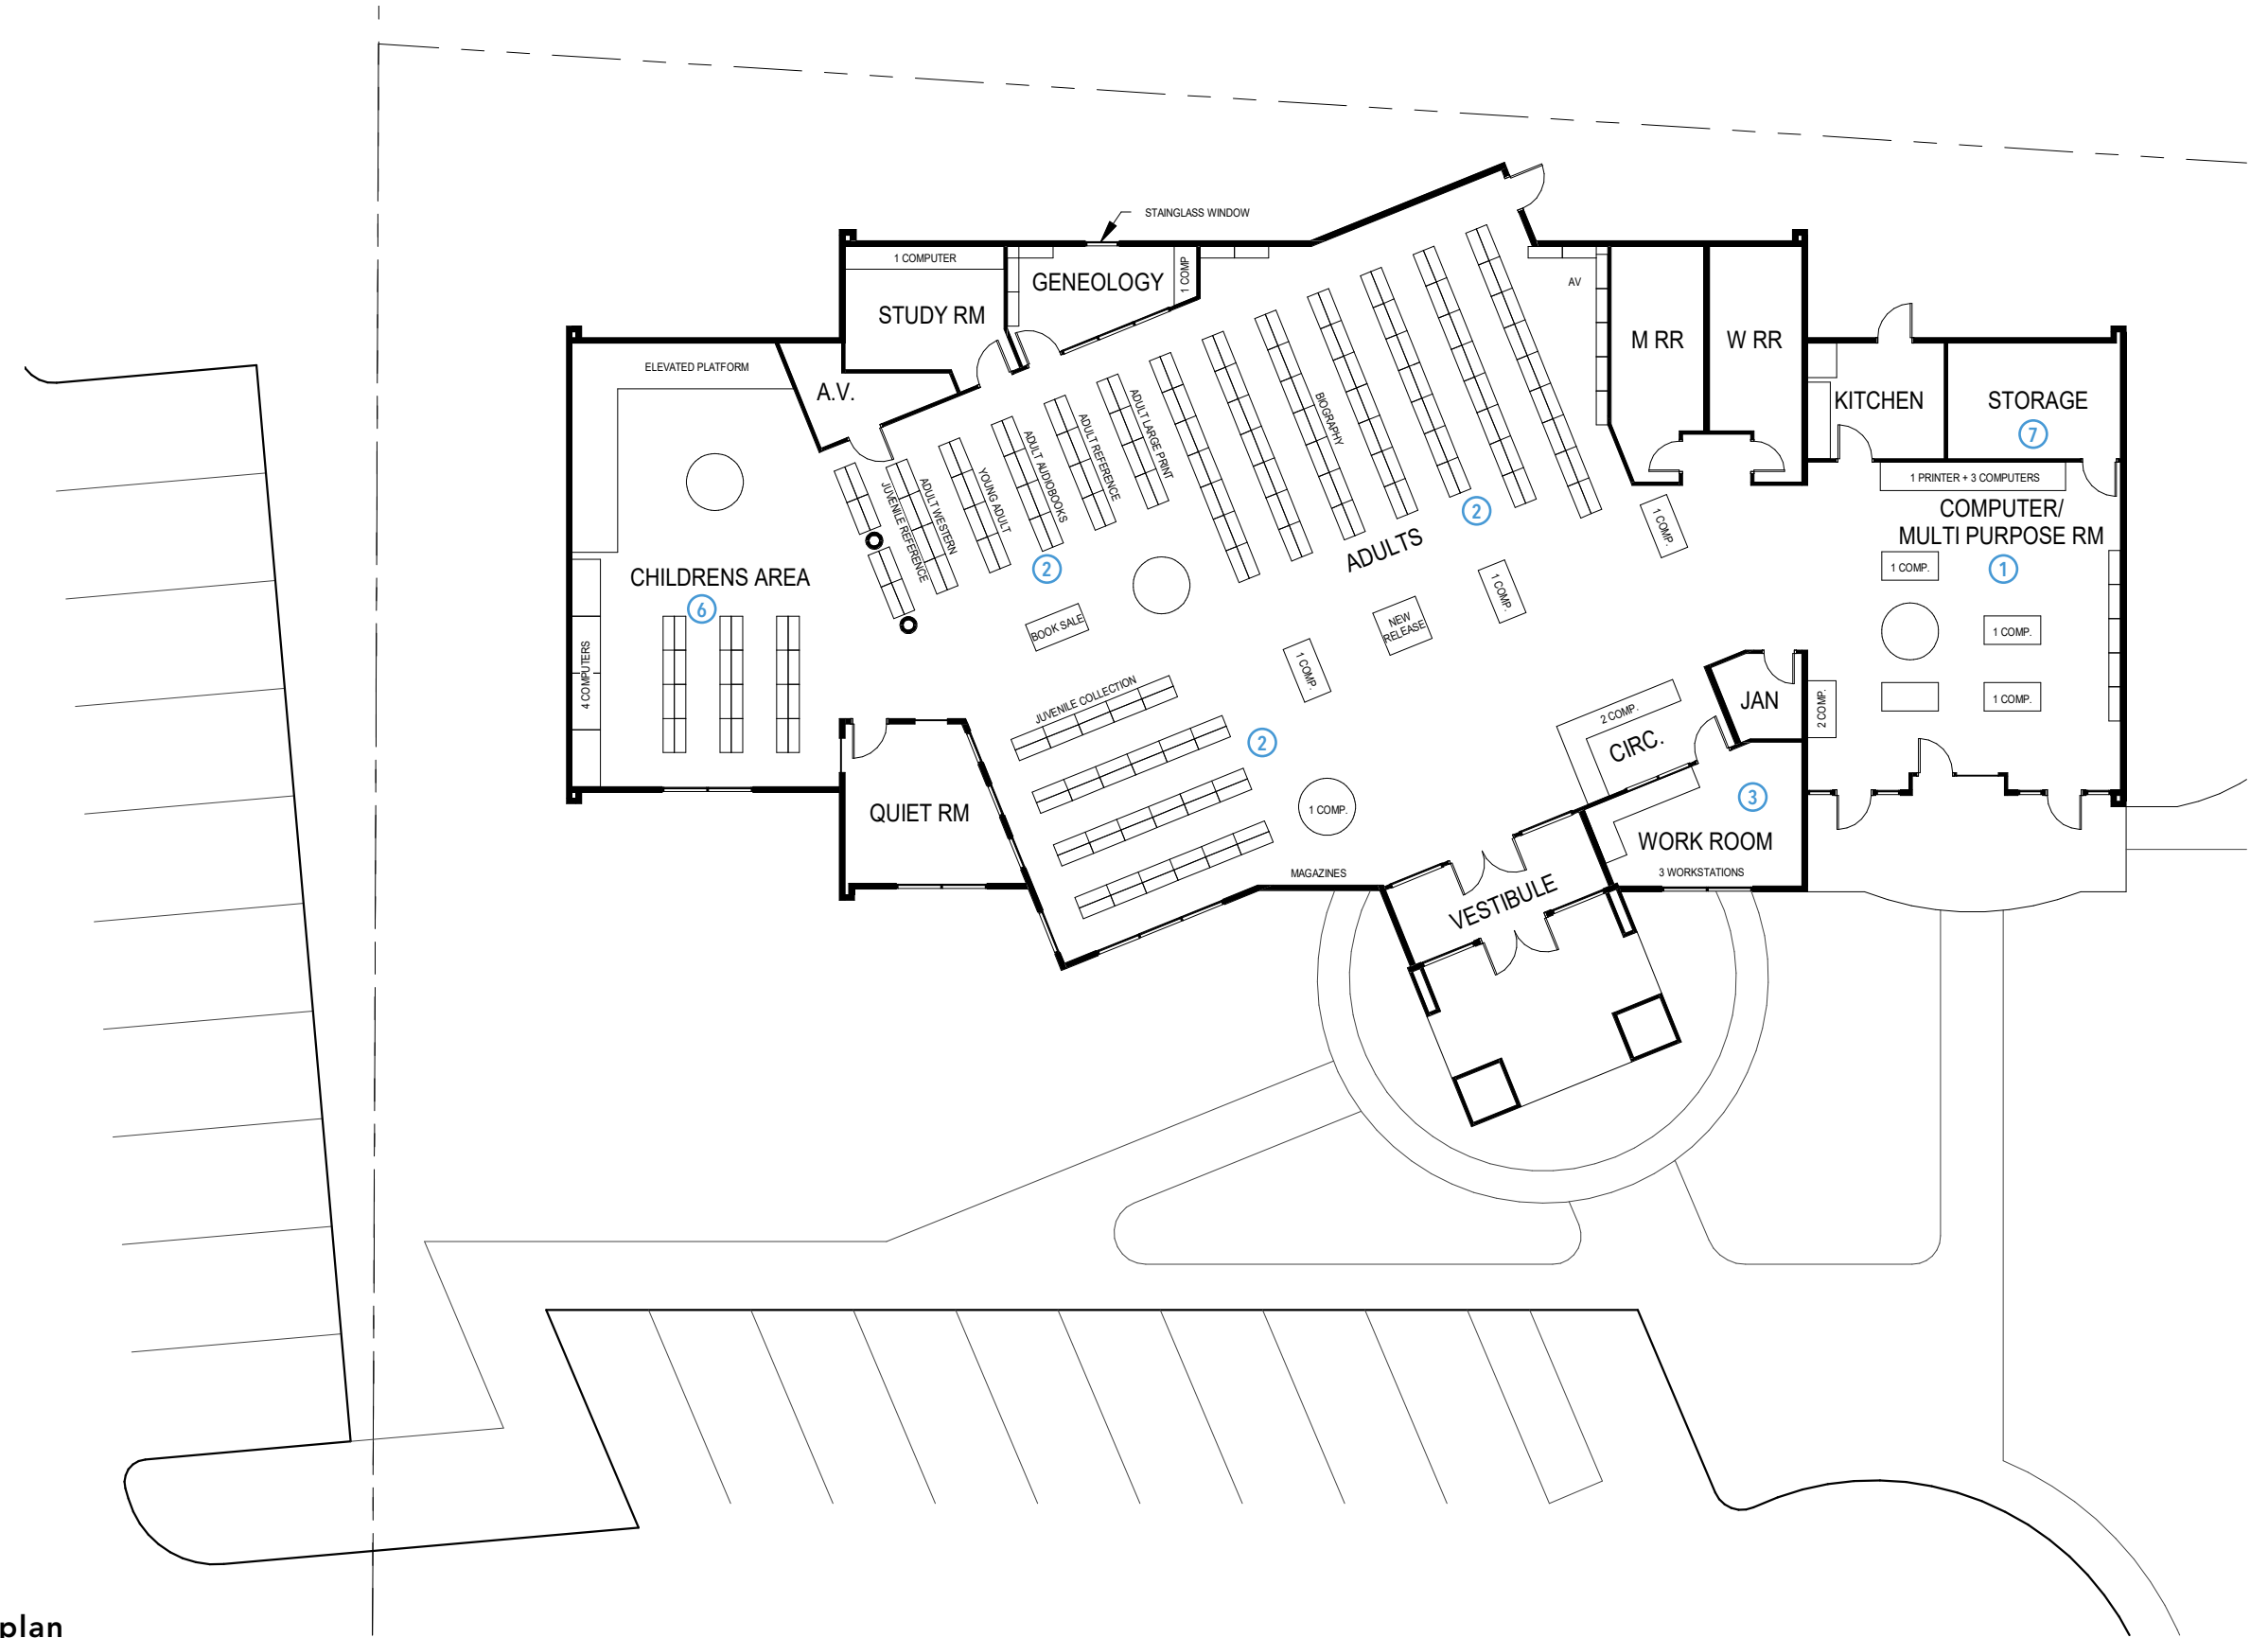 STAINGLASS WINDOW
1 COMPUTER
STUDY RM
GENEOLOGY
1 COMP
AV
M RR
W RR
ELEVATED PLATFORM
A.V.
KITCHEN
STORAGE
7
1 PRINTER + 3 COMPUTERS
COMPUTER/
MULTI PURPOSE RM
1
1 COMP.
1 COMP.
1 COMP.
2 COMP.
JUVENILE REFERENCE
ADULT WESTERN
YOUNG ADULT
ADULT AUDIOBOOKS
ADULT REFERENCE
ADULT LARGE PRINT
BIOGRAPHY
2
ADULTS
2
1 COMP.
1 COMP.
CHILDRENS AREA
6
4 COMPUTERS
BOOK SALE
NEW
RELEASE
1 COMP.
JUVENILE COLLECTION
2
2 COMP.
CIRC.
JAN
3
QUIET RM
1 COMP.
WORK ROOM
3 WORKSTATIONS
MAGAZINES
VESTIBULE
plan